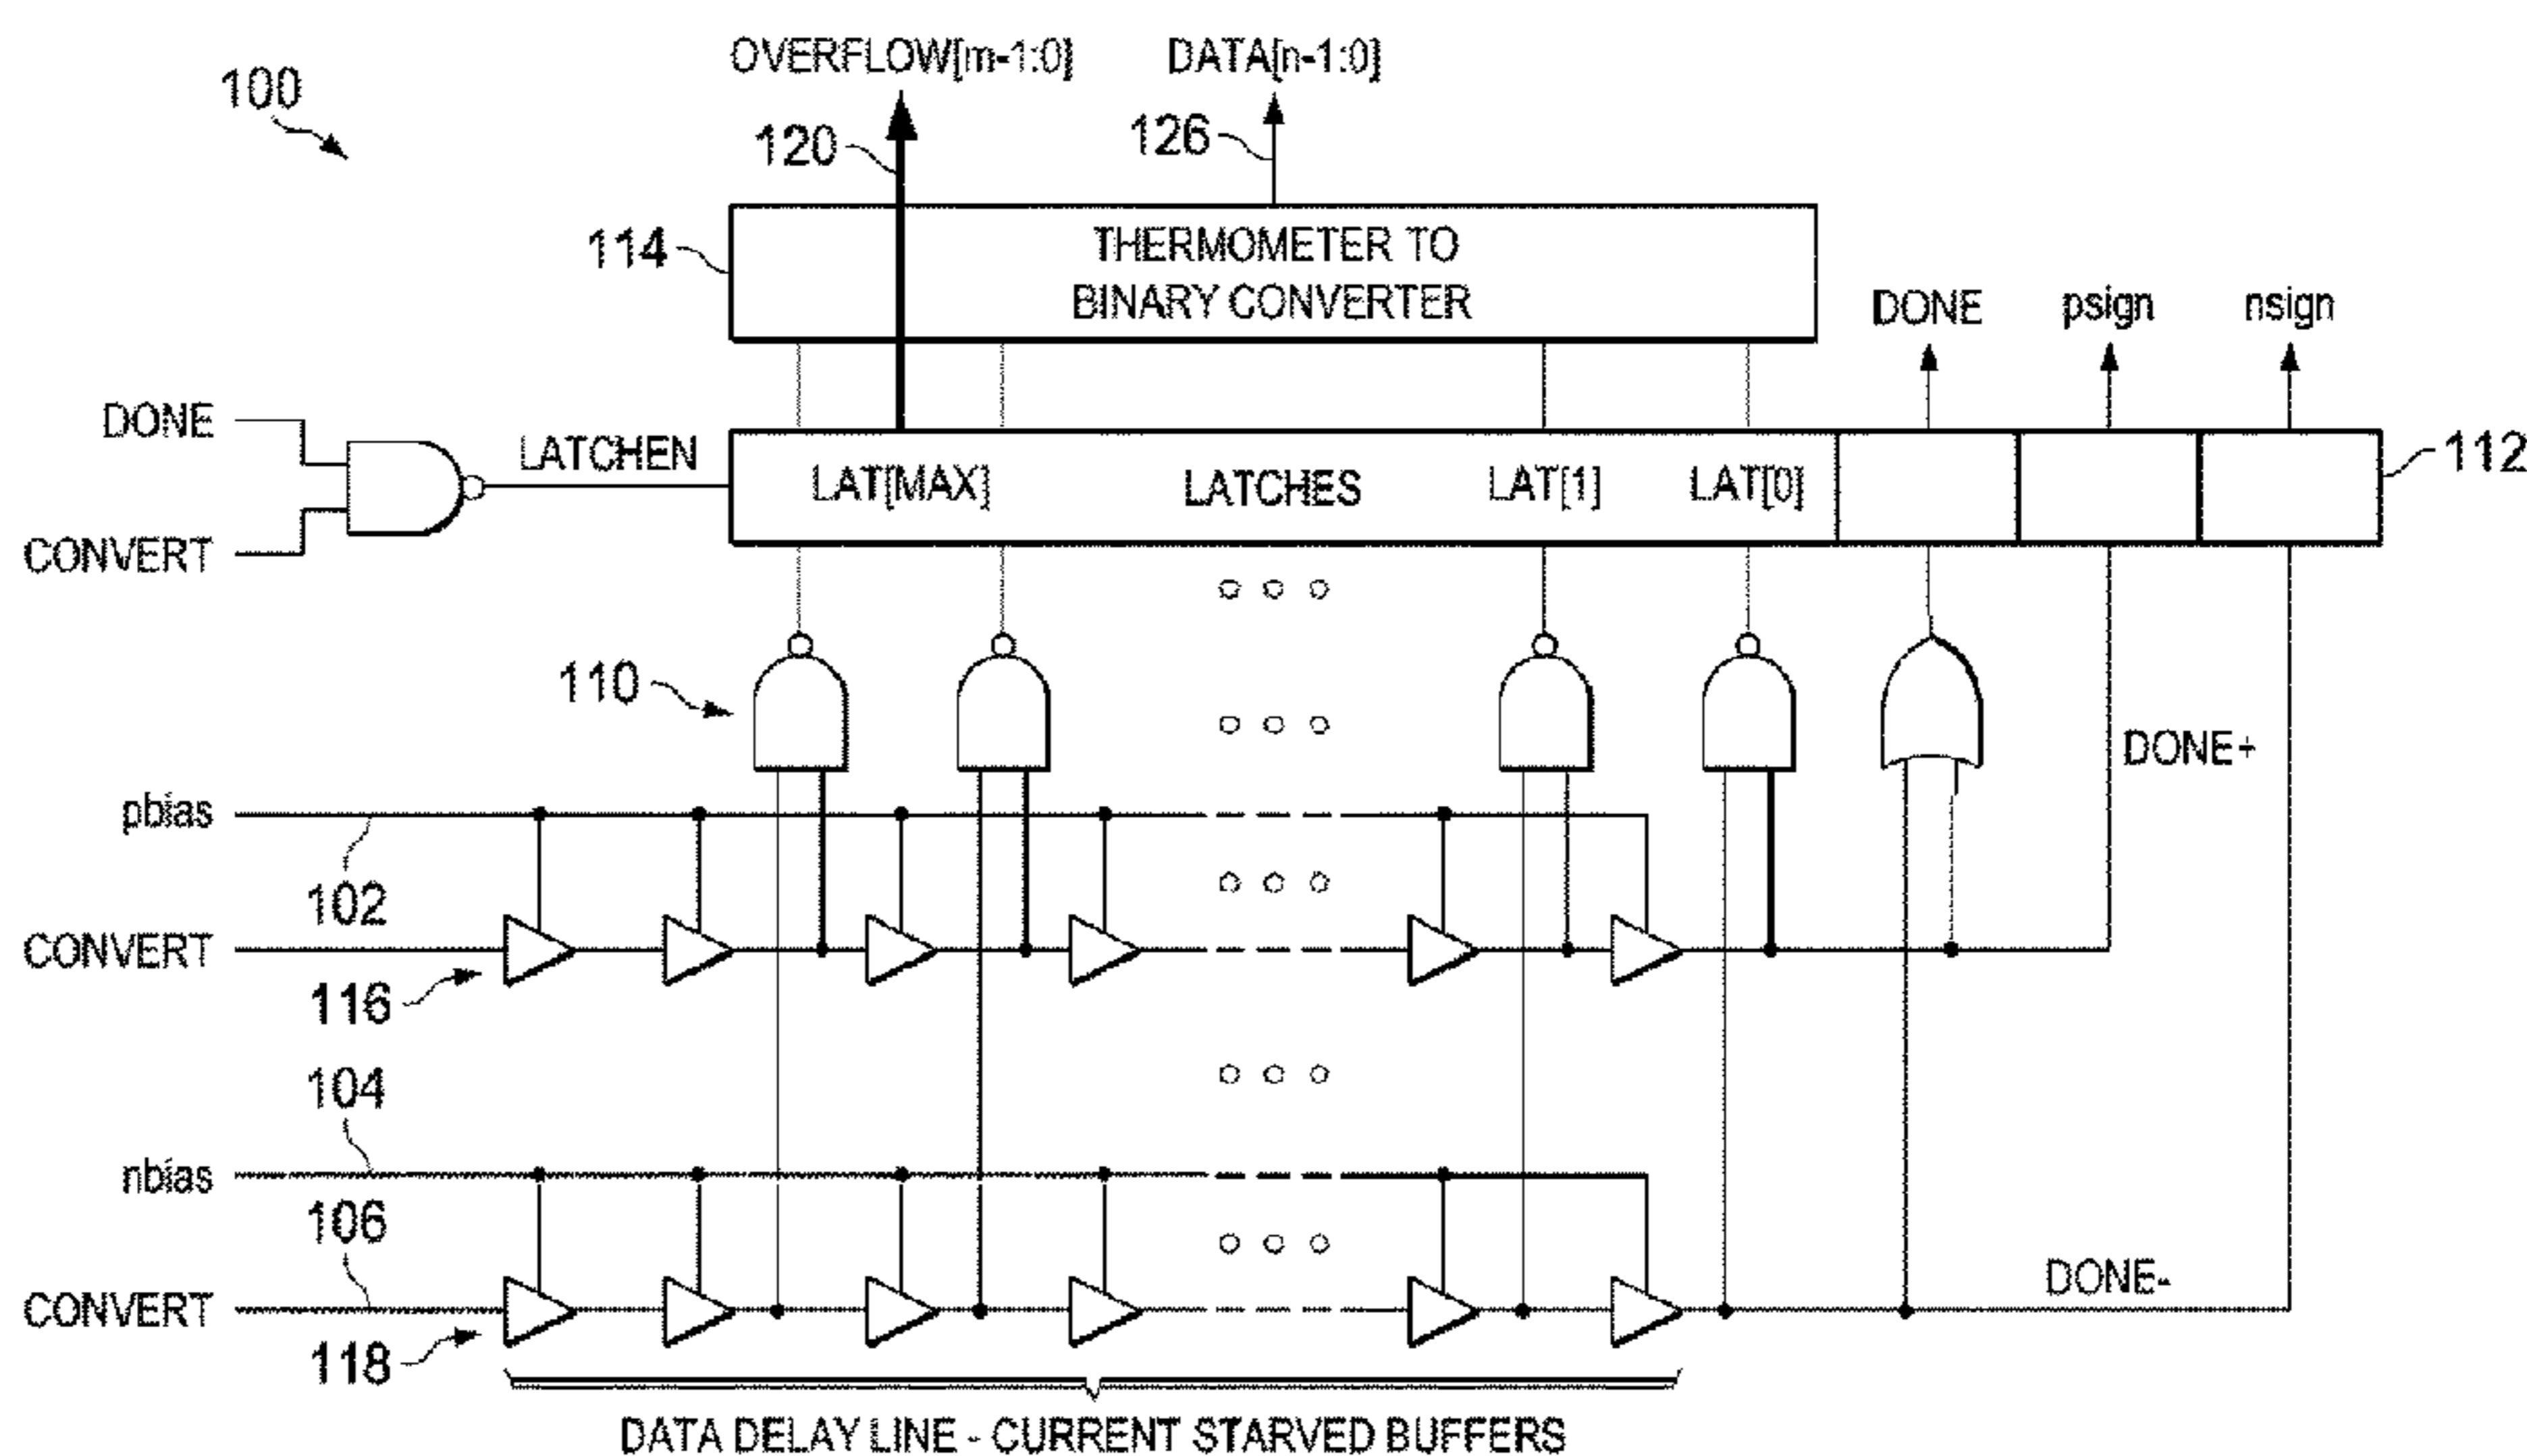 OVERFLOW[m-1:0] DATA[n-1:0]
100
120 126
114 THERMOMETER TO
BINARY CONVERTER
DONE psign nsign
DONE
LATCHEN
LAT[MAX] LATCHES LAT[1] LAT[0]
112
CONVERT
110
DONE+
pbias
102
CONVERT
116
104
nbias
106
DONE-
CONVERT
118
DATA DELAY LINE - CURRENT STARVED BUFFERS